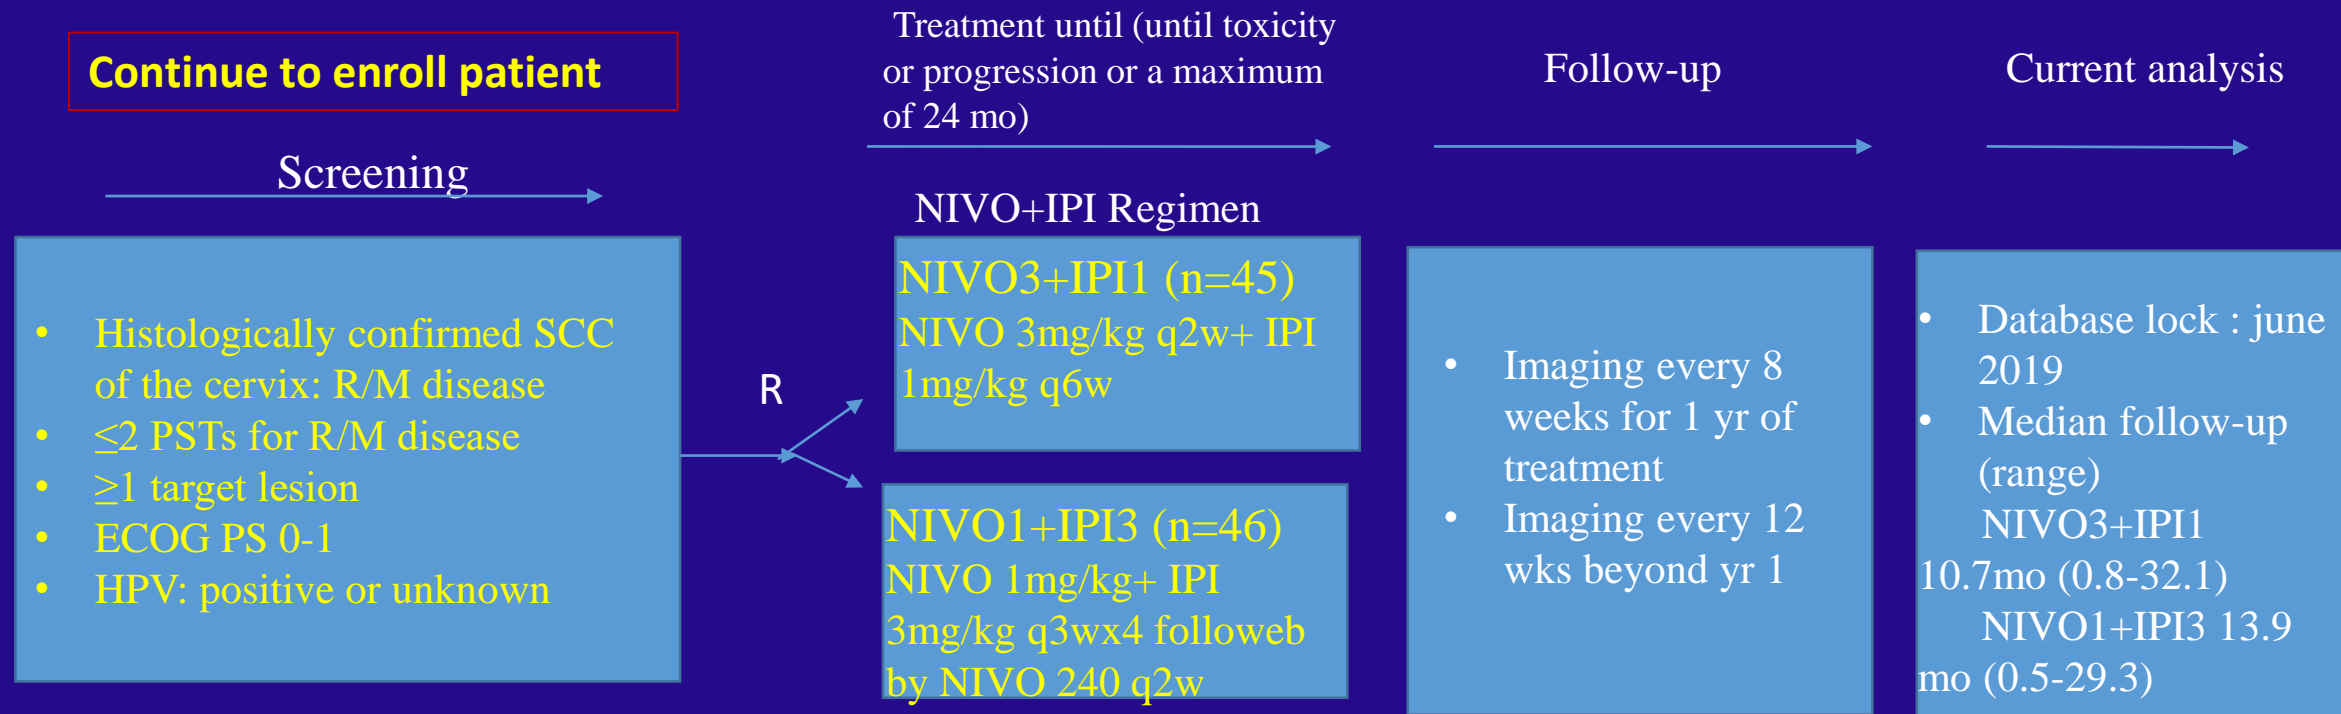 Continue to enroll patient
Screening
• Histologically confirmed SCC
of the cervix: R/M disease
• ≤2 PSTs for R/M disease
• ≥1 target lesion
• ECOG PS 0-1
• HPV: positive or unknown
R
Treatment until (until toxicity
or progression or a maximum
of 24 mo)
NIVO+IPI Regimen
NIVO3+IPI1 (n=45)
NIVO 3mg/kg q2w+ IPI
1mg/kg q6w
NIVO1+IPI3 (n=46)
NIVO 1mg/kg+ IPI
3mg/kg q3wx4 followeb
by NIVO 240 q2w
Follow-up
• Imaging every 8
weeks for 1 yr of
treatment
• Imaging every 12
wks beyond yr 1
Current analysis
• Database lock : june
2019
• Median follow-up
(range)
NIVO3+IPI1
10.7mo (0.8-32.1)
NIVO1+IPI3 13.9
mo (0.5-29.3)